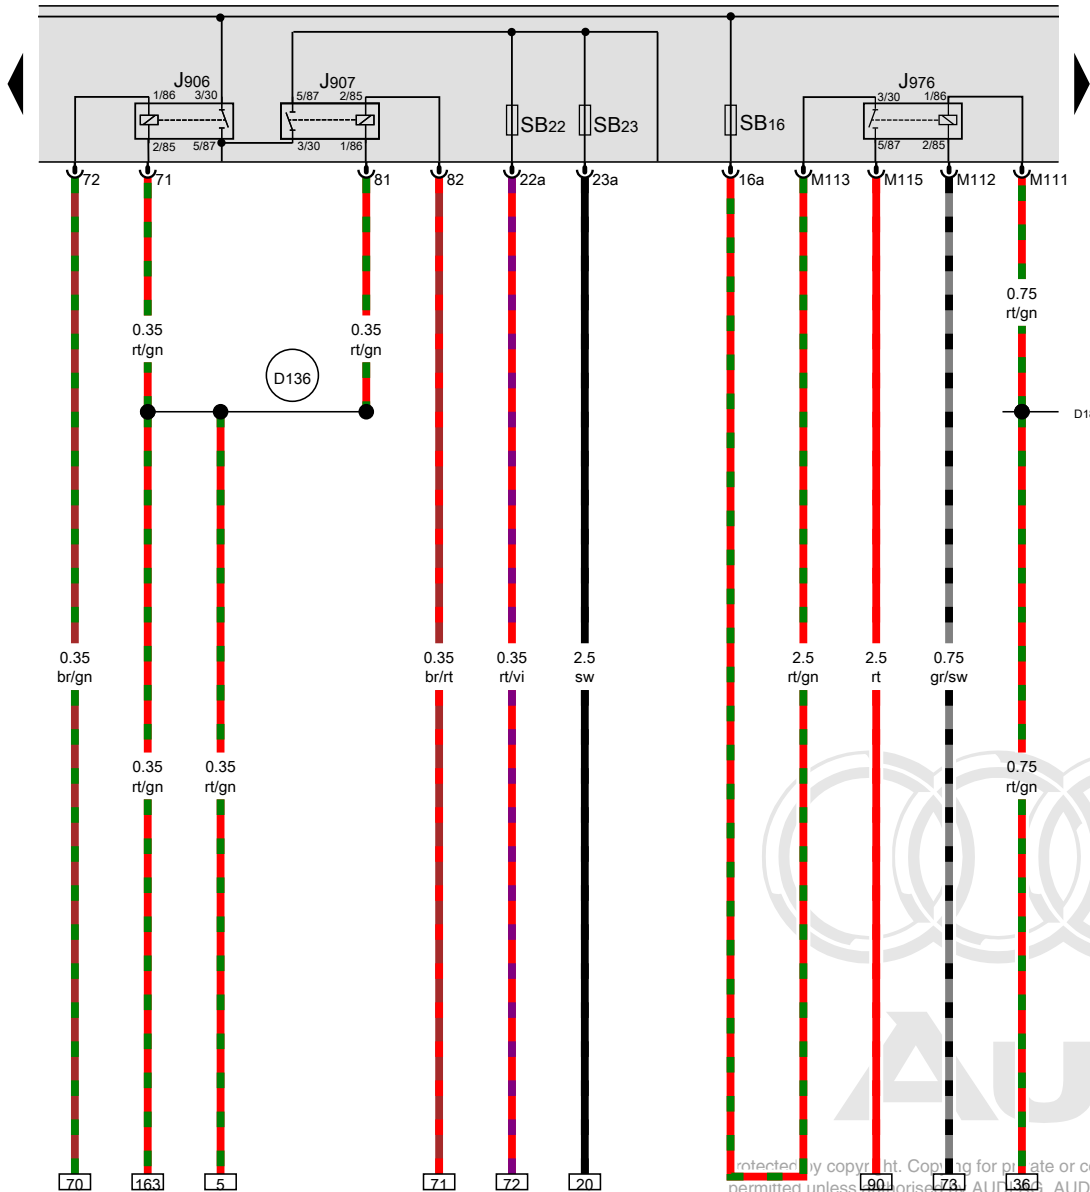 J906
J907
J976
1/86 3/30
5/87 2/85
3/30 1/86
SB22
SB23
SB16
2/85 5/87
3/30 1/86
5/87 2/85
72
71
81
82
22a
23a
16a
M113
M115
M112
M111
0.75
rt/gn
0.35
rt/gn
0.35
rt/gn
D136
0.35
br/gn
0.35
br/rt
0.35
rt/vi
2.5
sw
2.5
rt/gn
2.5
rt
0.75
gr/sw
0.35
rt/gn
0.35
rt/gn
0.75
rt/gn
70
163
5
71
72
20
90
73
36